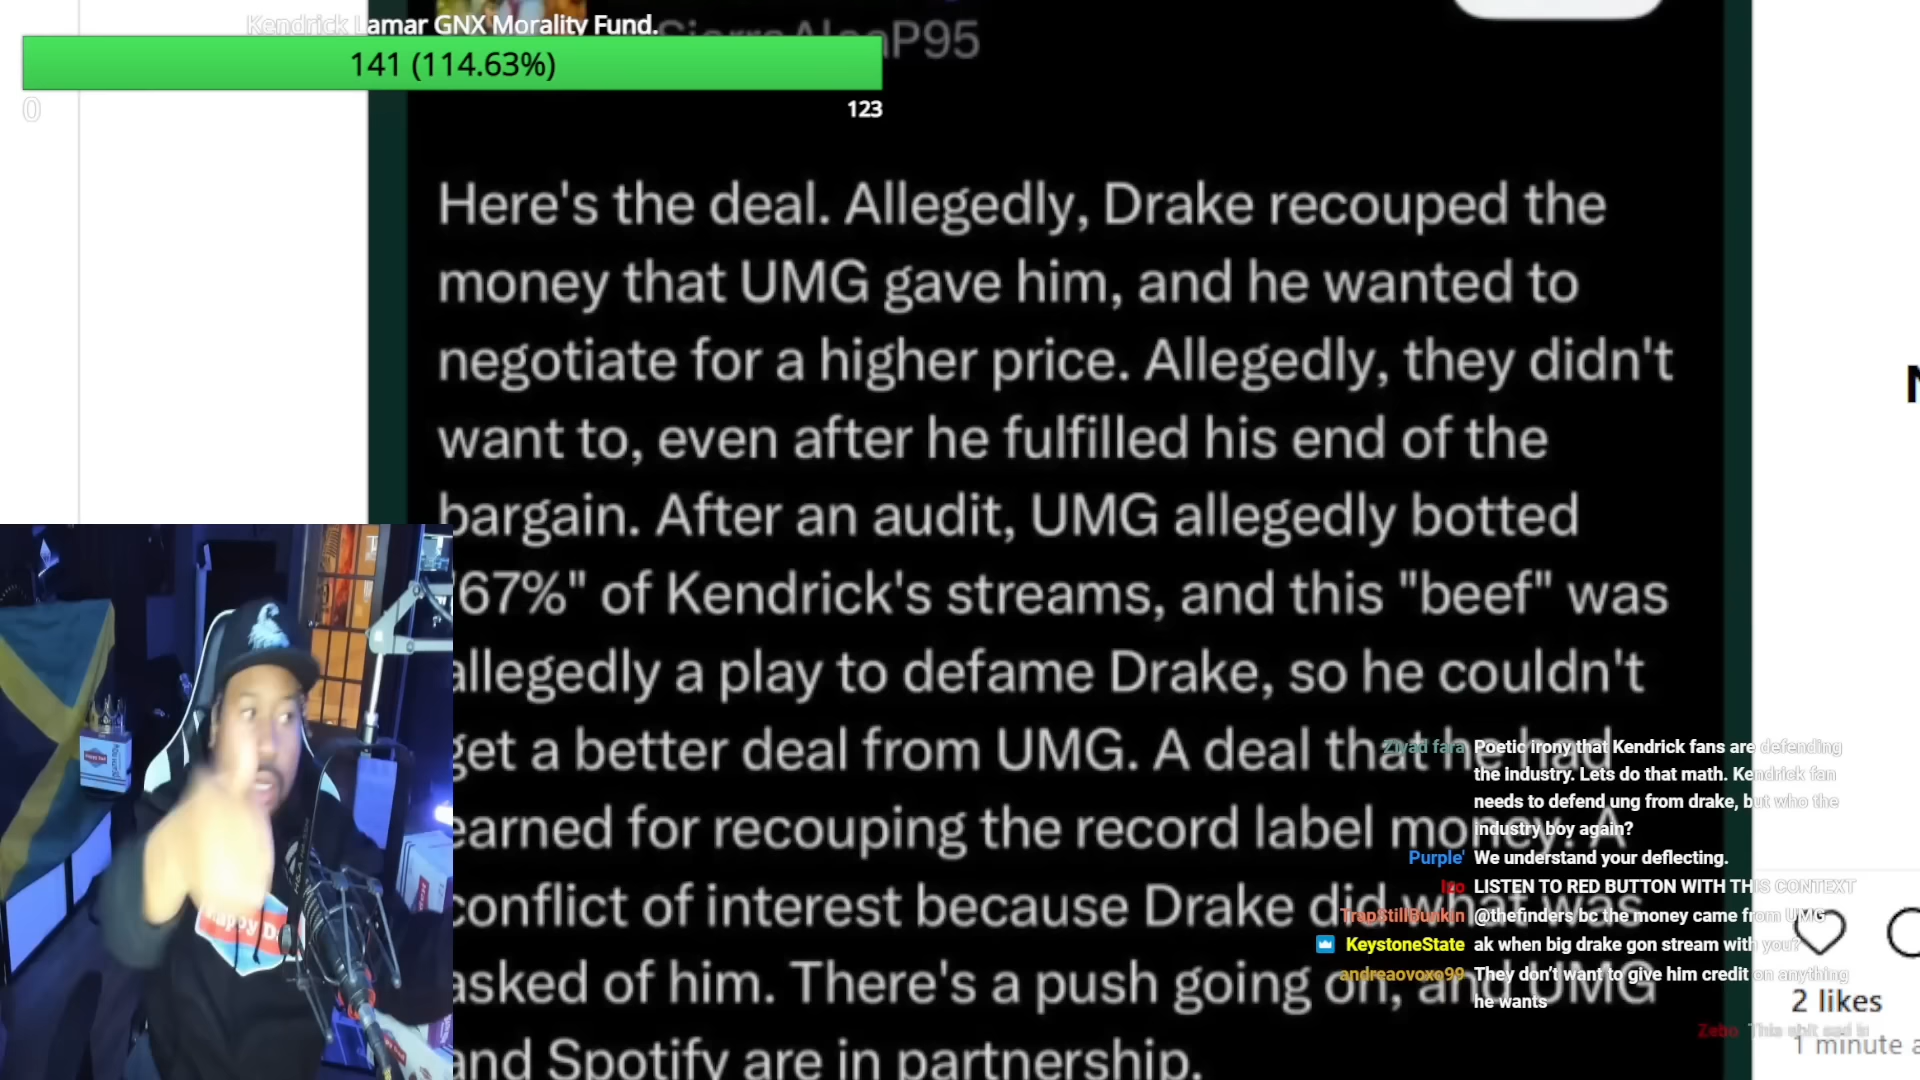 Kendrick Lamar GNX Morality Fund.
141 (114.63%)
0
123
P95
Here's the deal. Allegedly, Drake recouped the
money that UMG gave him, and he wanted to
negotiate for a higher price. Allegedly, they didn't
want to, even after he fulfilled his end of the
bargain. After an audit, UMG allegedly botted
"67%" of Kendrick's streams, and this "beef" was
allegedly a play to defame Drake, so he couldn't
get a better deal from UMG. A deal that he had
earned for recouping the record label money. A
conflict of interest because Drake did what was
asked of him. There's a push going on, and UMG
and Spotify are in partnership.
Ziyad fara Poetic irony that Kendrick fans are defending
the industry. Lets do that math. Kendrick fan
needs to defend ung from drake, but who the
industry boy again?
Purple' We understand your deflecting.
Izo LISTEN TO RED BUTTON WITH THIS CONTEXT
TrapStillBunkin @thefinders bc the money came from UMG
KeystoneState ak when big drake gon stream with you?
andreaovoxo99 They don't want to give him credit on anything
he wants
Zebo This
2 likes
1 minute a
N